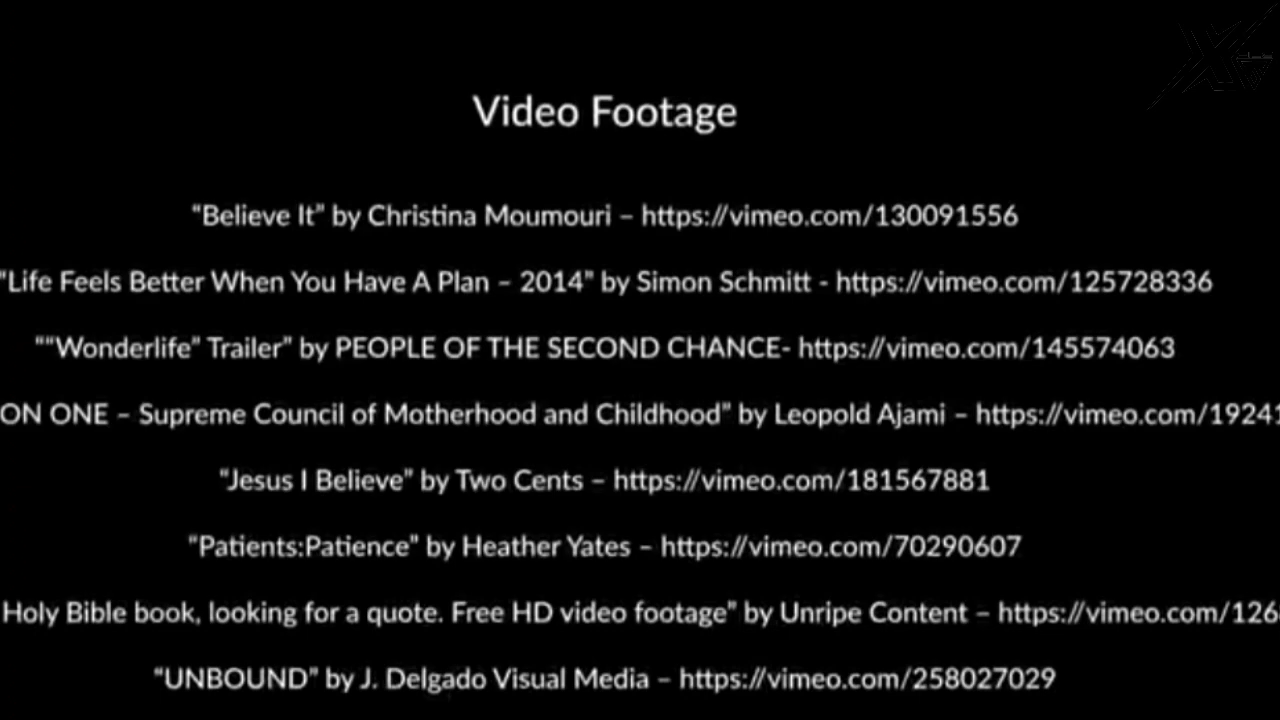 Video Footage
“Believe It” by Christina Moumouri – https://vimeo.com/130091556
"Life Feels Better When You Have A Plan – 2014” by Simon Schmitt - https://vimeo.com/125728336
"“Wonderlife” Trailer” by PEOPLE OF THE SECOND CHANCE- https://vimeo.com/145574063
ON ONE – Supreme Council of Motherhood and Childhood” by Leopold Ajami – https://vimeo.com/19241
“Jesus I Believe” by Two Cents – https://vimeo.com/181567881
“Patients:Patience” by Heather Yates – https://vimeo.com/70290607
Holy Bible book, looking for a quote. Free HD video footage” by Unripe Content – https://vimeo.com/126
“UNBOUND” by J. Delgado Visual Media – https://vimeo.com/258027029